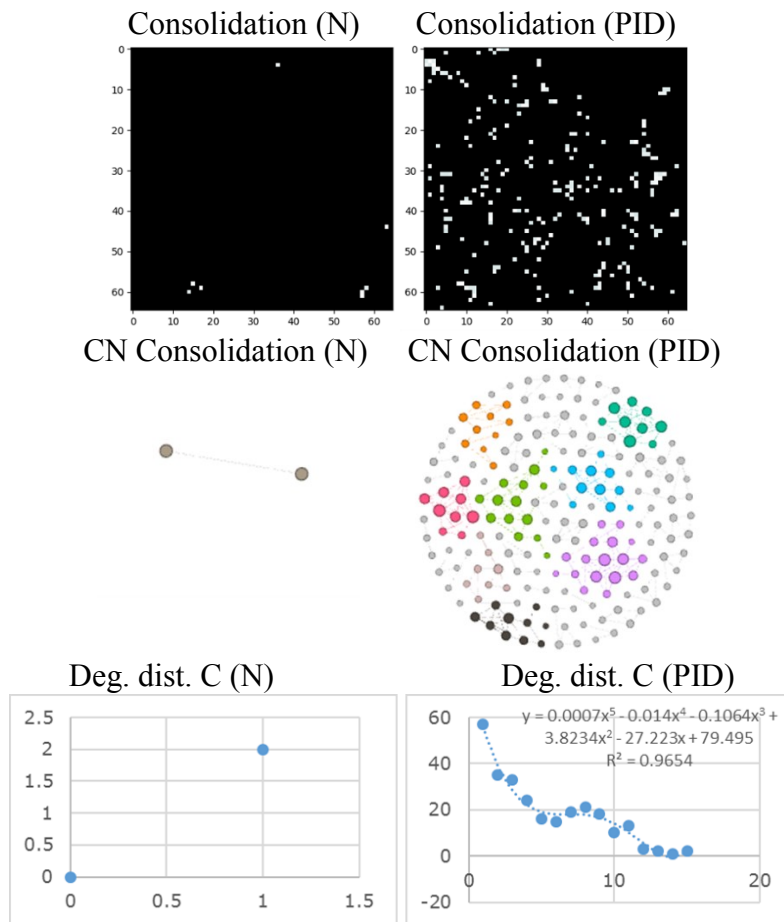 Consolidation (N) Consolidation (PID)
0
10
20
30
40
50
60
0 10 20 30 40 50 60
0
10
20
30
40
50
60
0 10 20 30 40 50 60
CN Consolidation (N) CN Consolidation (PID)
Deg. dist. C (N) Deg. dist. C (PID)
2.5
2
1.5
1
0.5
0
0 0.5 1 1.5
y = 0.0007x⁵ - 0.014x⁴ - 0.1064x³ +
3.8234x² - 27.223x + 79.495
R² = 0.9654
60
40
20
0
-20
0 10 20